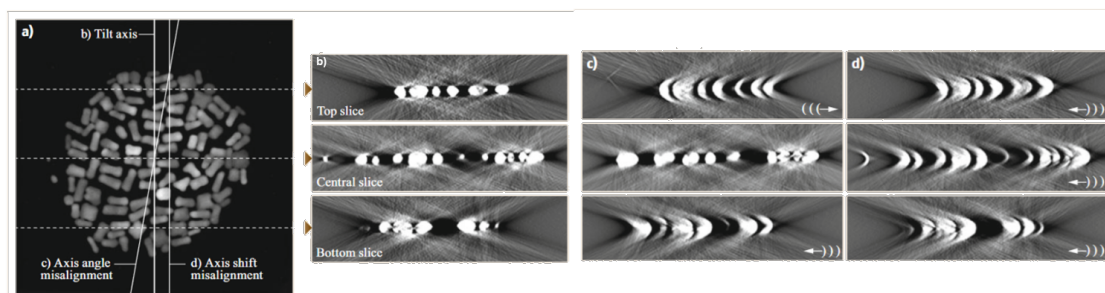 a)
b) Tilt axis
c) Axis angle
misalignment
d) Axis shift
misalignment
b)
Top slice
Central slice
Bottom slice
c)
(((→
←)))
d)
←)))
←)))
←)))